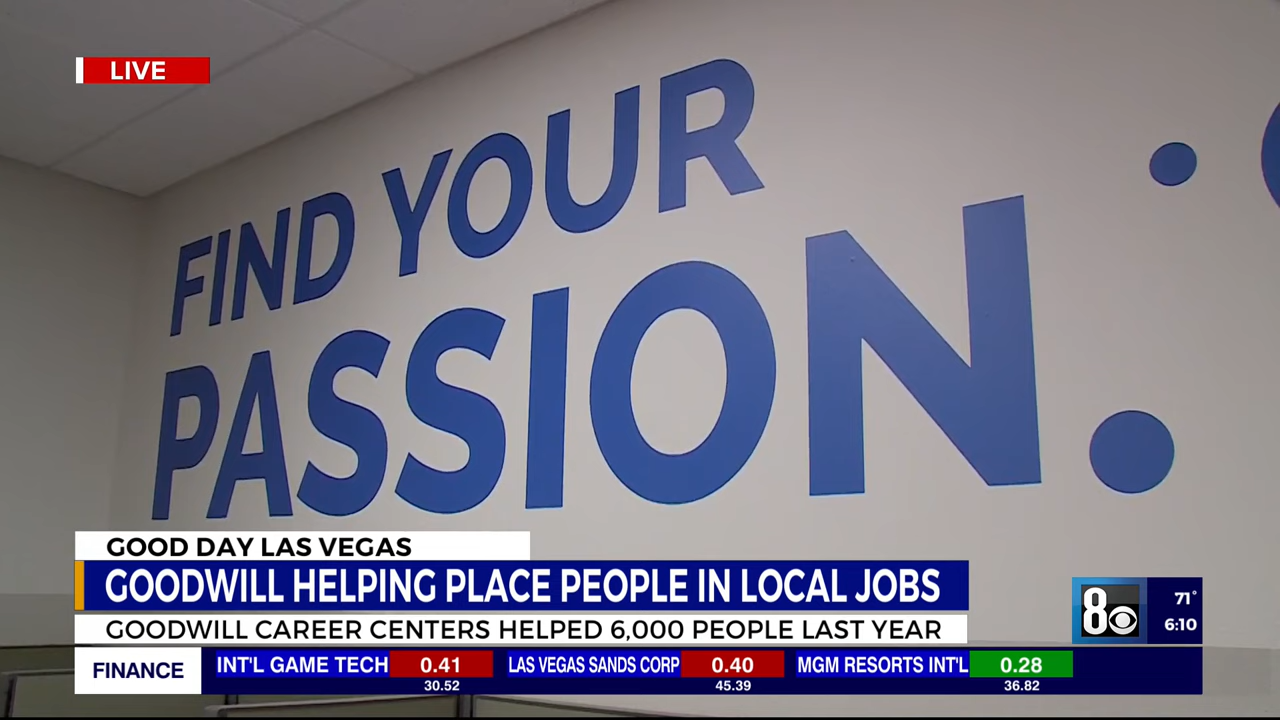 LIVE
FIND YOUR
PASSION.
GOOD DAY LAS VEGAS
GOODWILL HELPING PLACE PEOPLE IN LOCAL JOBS
GOODWILL CAREER CENTERS HELPED 6,000 PEOPLE LAST YEAR
8
71°
6:10
FINANCE
INT'L GAME TECH 0.41 LAS VEGAS SANDS CORP 0.40 MGM RESORTS INT'L 0.28
30.52 45.39 36.82